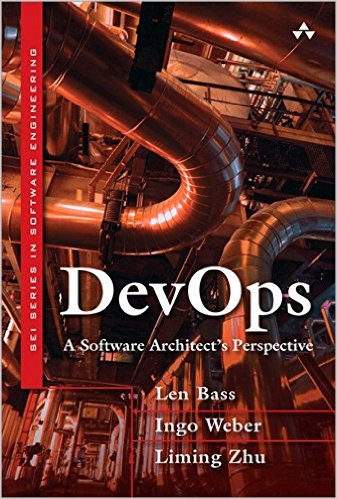 SEI SERIES IN SOFTWARE ENGINEERING
DevOps
A Software Architect's Perspective
Len Bass
Ingo Weber
Liming Zhu